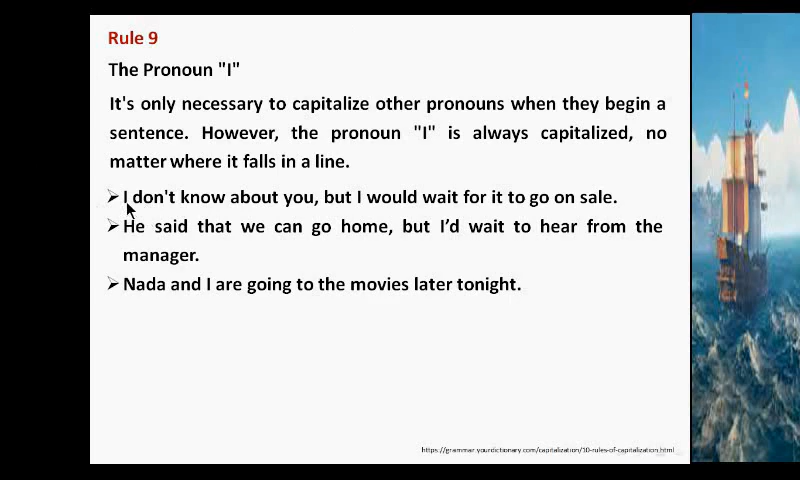 Rule 9
The Pronoun "I"
It's only necessary to capitalize other pronouns when they begin a
sentence. However, the pronoun "I" is always capitalized, no
matter where it falls in a line.
➢I don't know about you, but I would wait for it to go on sale.
➢He said that we can go home, but I’d wait to hear from the
manager.
➢Nada and I are going to the movies later tonight.
https://grammar.yourdictionary.com/capitalization/10-rules-of-capitalization.html